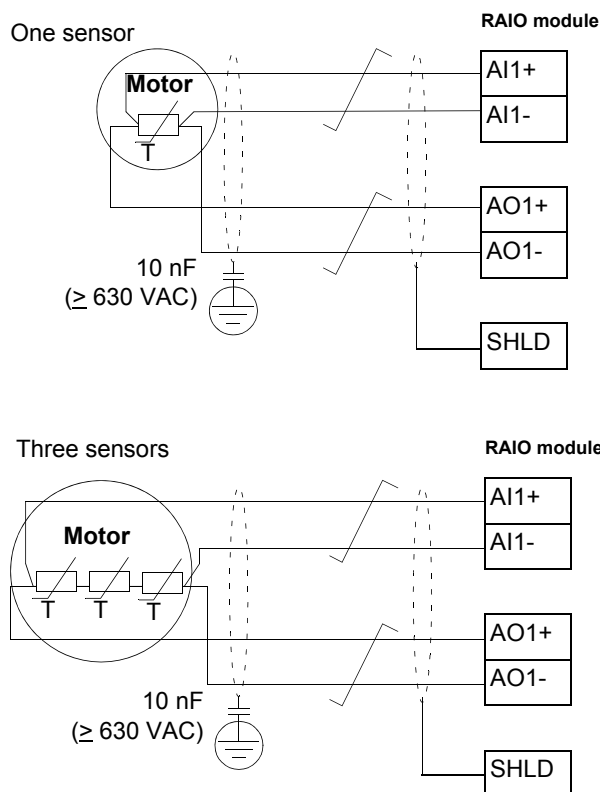 One sensor
RAIO module
Motor
T
AI1+
AI1-
AO1+
AO1-
10 nF
(≥ 630 VAC)
SHLD
Three sensors
RAIO module
Motor
T T T
AI1+
AI1-
AO1+
AO1-
10 nF
(≥ 630 VAC)
SHLD